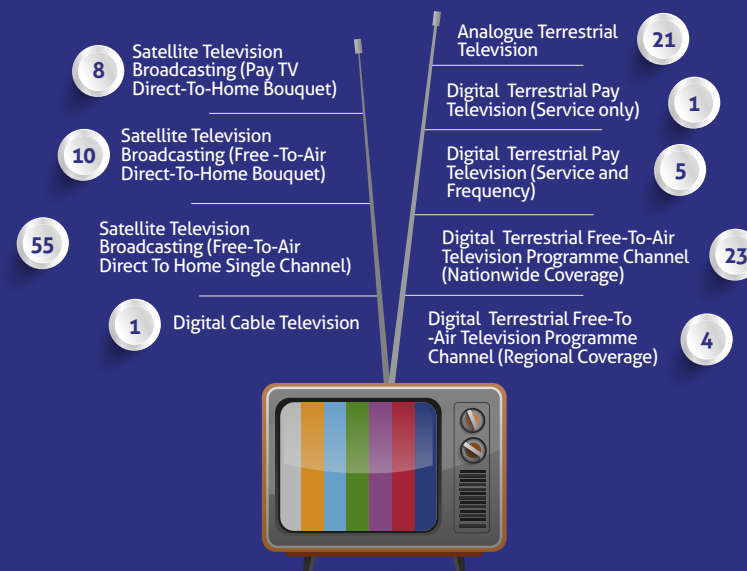 8
Satellite Television
Broadcasting (Pay TV
Direct-To-Home Bouquet)
10
Satellite Television
Broadcasting (Free -To-Air
Direct-To-Home Bouquet)
55
Satellite Television
Broadcasting (Free-To-Air
Direct To Home Single Channel)
1
Digital Cable Television
Analogue Terrestrial
Television
21
Digital Terrestrial Pay
Television (Service only)
1
Digital Terrestrial Pay
Television (Service and
Frequency)
5
Digital Terrestrial Free-To-Air
Television Programme Channel
(Nationwide Coverage)
23
Digital Terrestrial Free-To
-Air Television Programme
Channel (Regional Coverage)
4